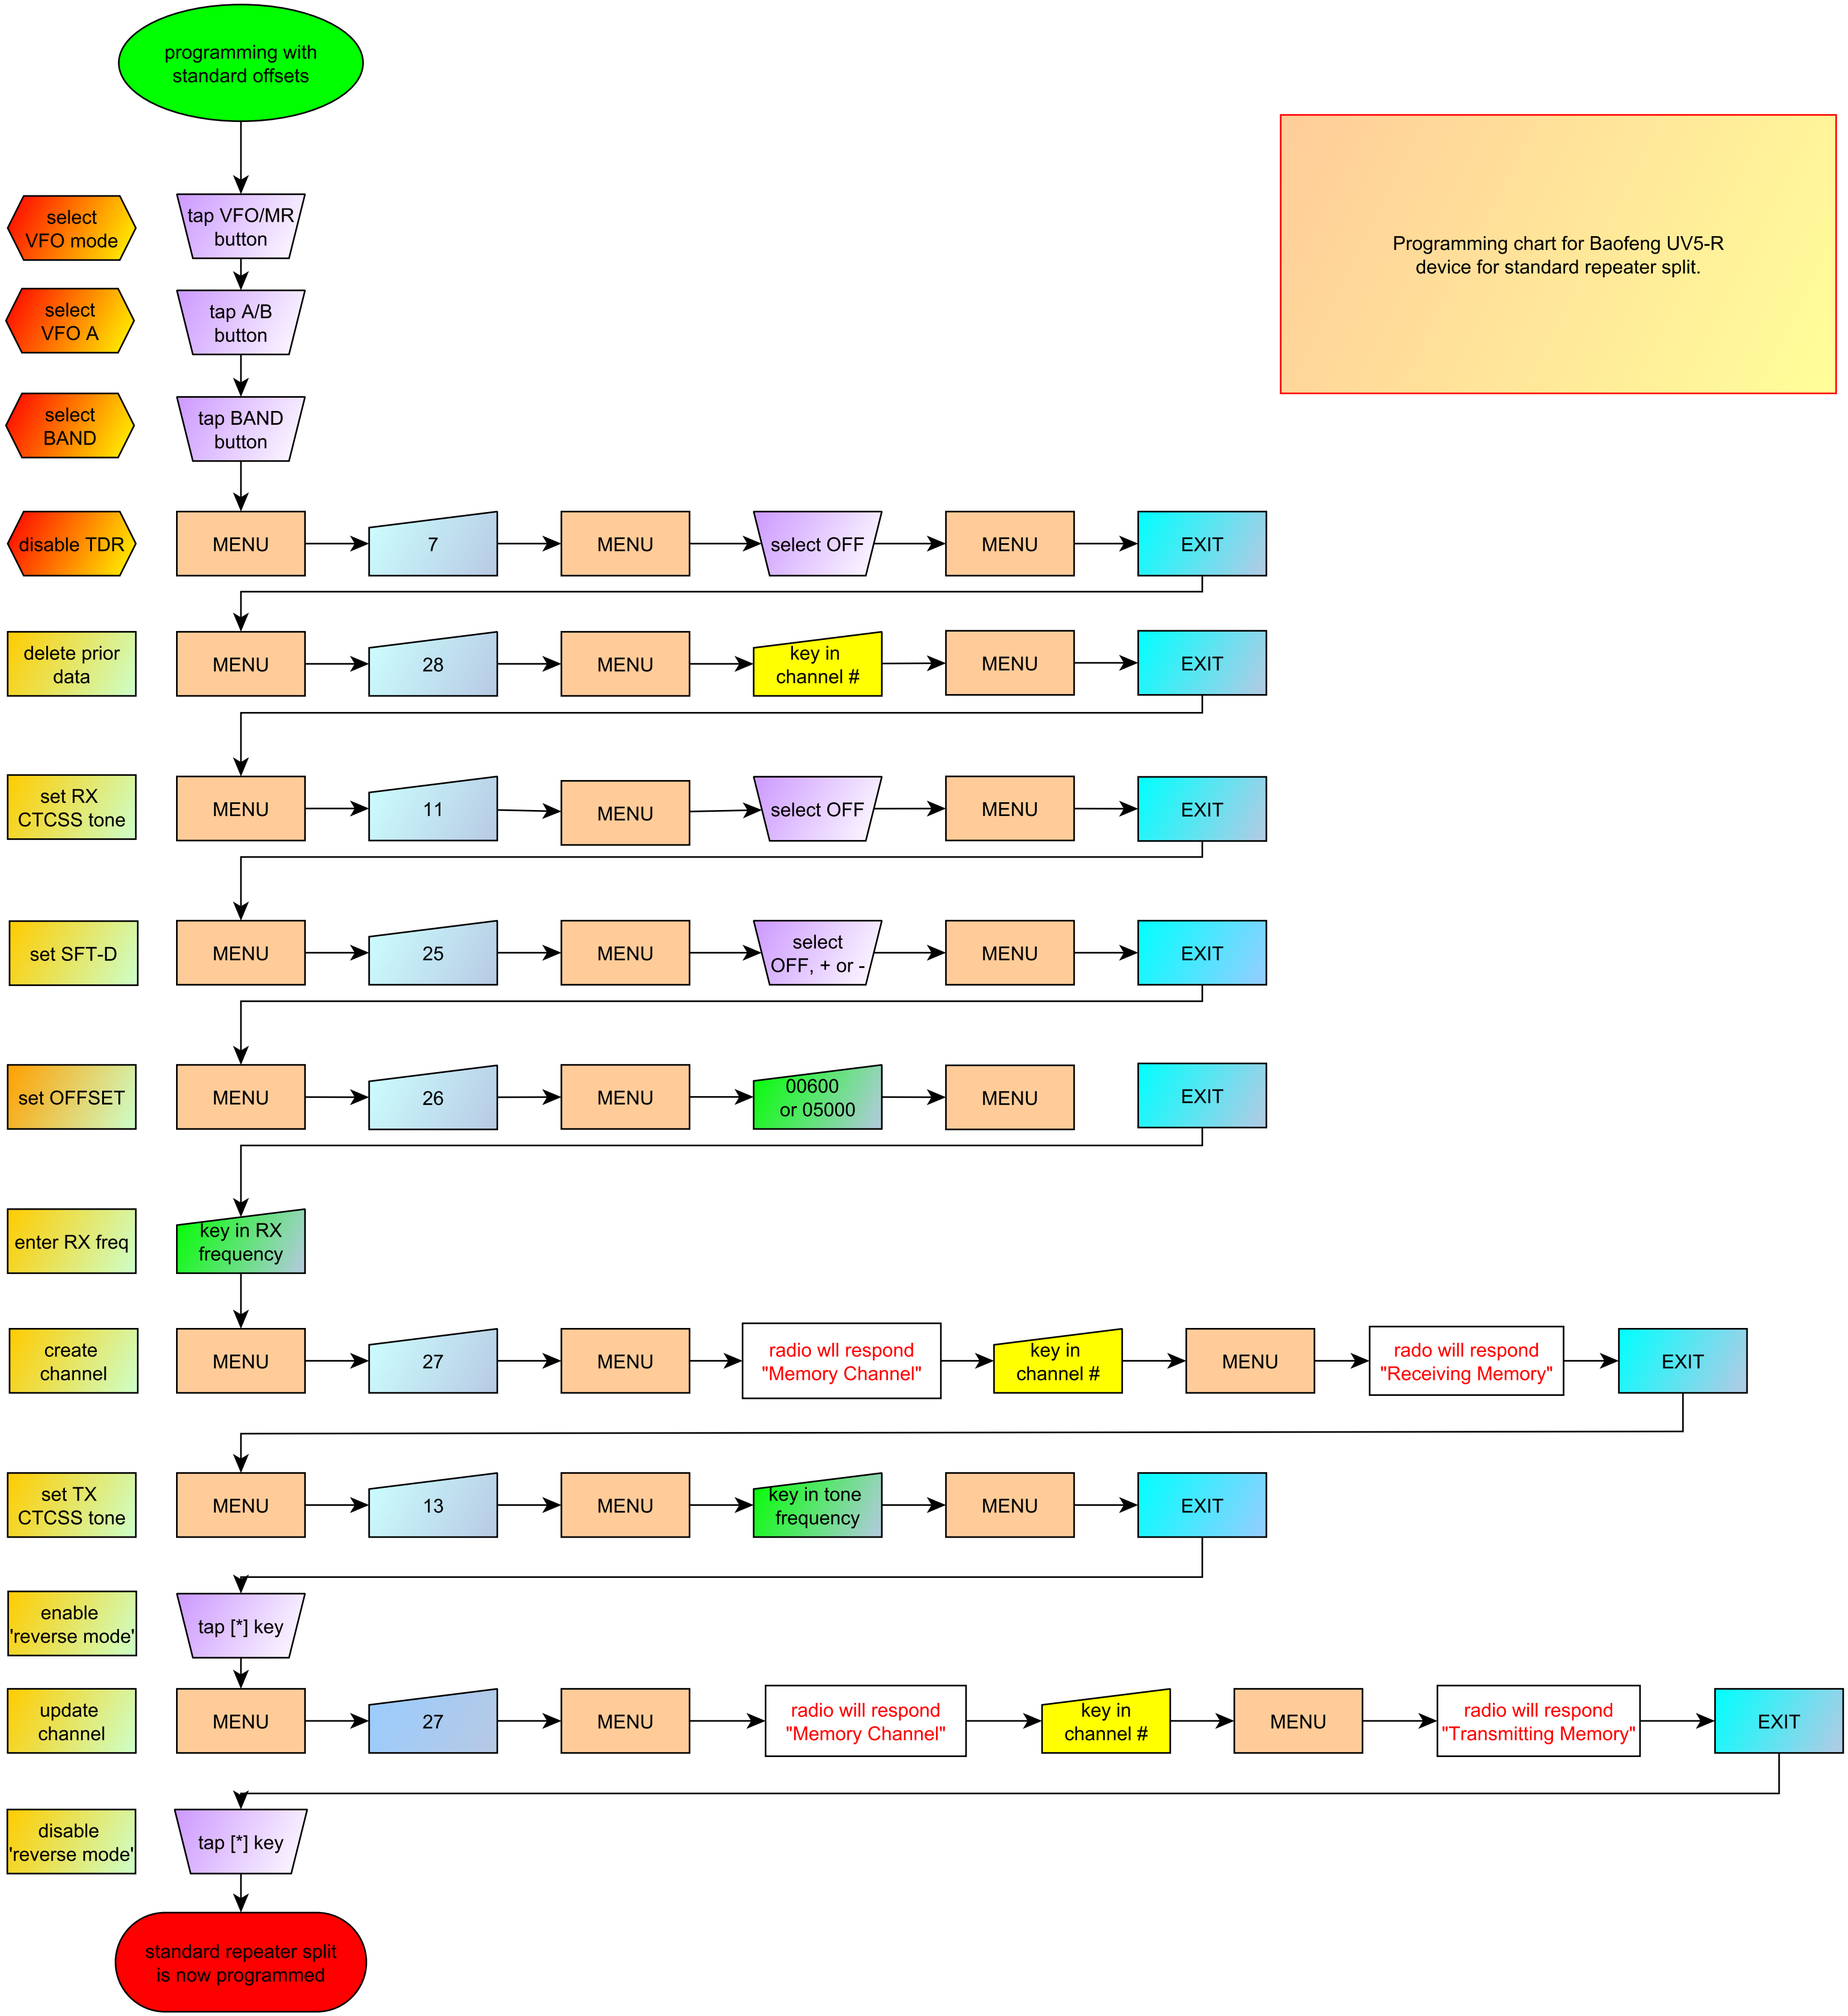 programming with
standard offsets
Programming chart for Baofeng UV5-R
device for standard repeater split.
select
VFO mode
tap VFO/MR
button
select
VFO A
tap A/B
button
select
BAND
tap BAND
button
disable TDR
MENU
7
MENU
select OFF
MENU
EXIT
delete prior
data
MENU
28
MENU
key in
channel #
MENU
EXIT
set RX
CTCSS tone
MENU
11
MENU
select OFF
MENU
EXIT
set SFT-D
MENU
25
MENU
select
OFF, + or -
MENU
EXIT
set OFFSET
MENU
26
MENU
00600
or 05000
MENU
EXIT
enter RX freq
key in RX
frequency
create
channel
MENU
27
MENU
radio wll respond
"Memory Channel"
key in
channel #
MENU
rado will respond
"Receiving Memory"
EXIT
set TX
CTCSS tone
MENU
13
MENU
key in tone
frequency
MENU
EXIT
enable
'reverse mode'
tap [*] key
update
channel
MENU
27
MENU
radio will respond
"Memory Channel"
key in
channel #
MENU
radio will respond
"Transmitting Memory"
EXIT
disable
'reverse mode'
tap [*] key
standard repeater split
is now programmed